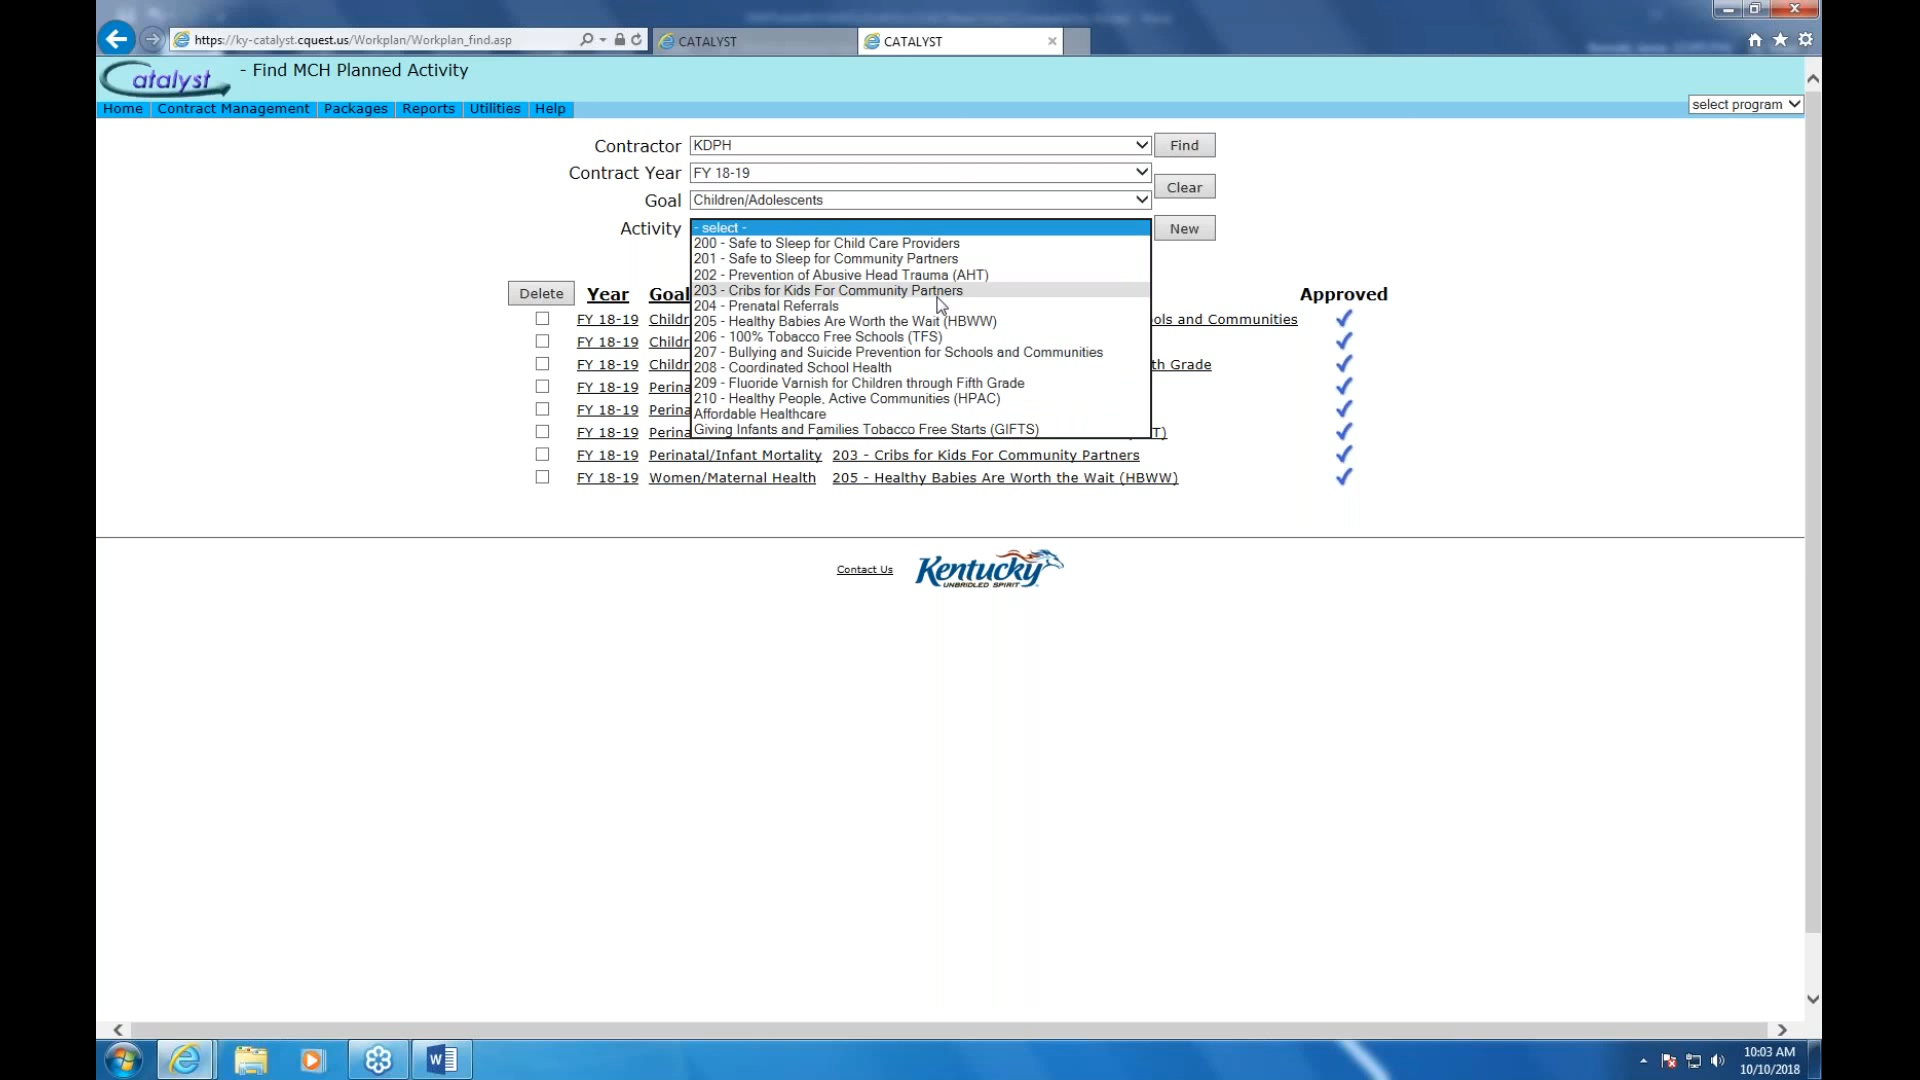 https://ky-catalyst.cquest.us/Workplan/Workplan_find.asp
CATALYST
CATALYST
Catalyst - Find MCH Planned Activity
Home Contract Management Packages Reports Utilities Help
select program
Contractor KDPH Find
Contract Year FY 18-19
Clear
Goal Children/Adolescents
Activity - select - New
200 - Safe to Sleep for Child Care Providers
201 - Safe to Sleep for Community Partners
202 - Prevention of Abusive Head Trauma (AHT)
203 - Cribs for Kids For Community Partners
204 - Prenatal Referrals
205 - Healthy Babies Are Worth the Wait (HBWW)
206 - 100% Tobacco Free Schools (TFS)
207 - Bullying and Suicide Prevention for Schools and Communities
208 - Coordinated School Health
209 - Fluoride Varnish for Children through Fifth Grade
210 - Healthy People, Active Communities (HPAC)
Affordable Healthcare
Giving Infants and Families Tobacco Free Starts (GIFTS)
Delete Year Goal Approved
FY 18-19 Childr ols and Communities
FY 18-19 Childr
FY 18-19 Childr th Grade
FY 18-19 Perina
FY 18-19 Perina
FY 18-19 Perina T)
FY 18-19 Perinatal/Infant Mortality 203 - Cribs for Kids For Community Partners
FY 18-19 Women/Maternal Health 205 - Healthy Babies Are Worth the Wait (HBWW)
Contact Us
Kentucky
UNBRIDLED SPIRIT
10:03 AM
10/10/2018